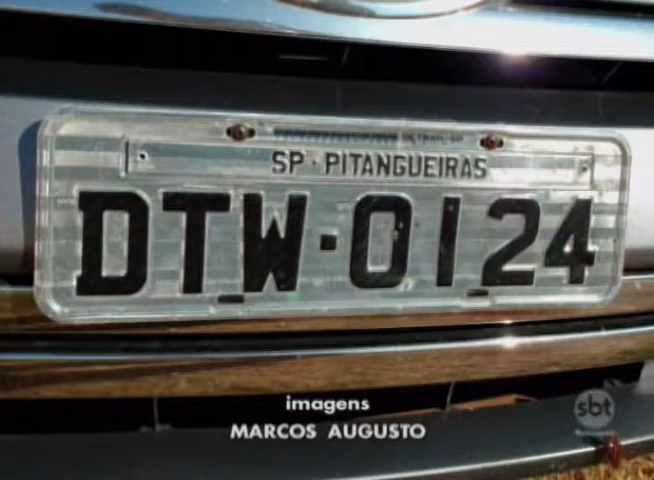 SP·PITANGUEIRAS
DTW·0124
imagens
MARCOS AUGUSTO
sbt